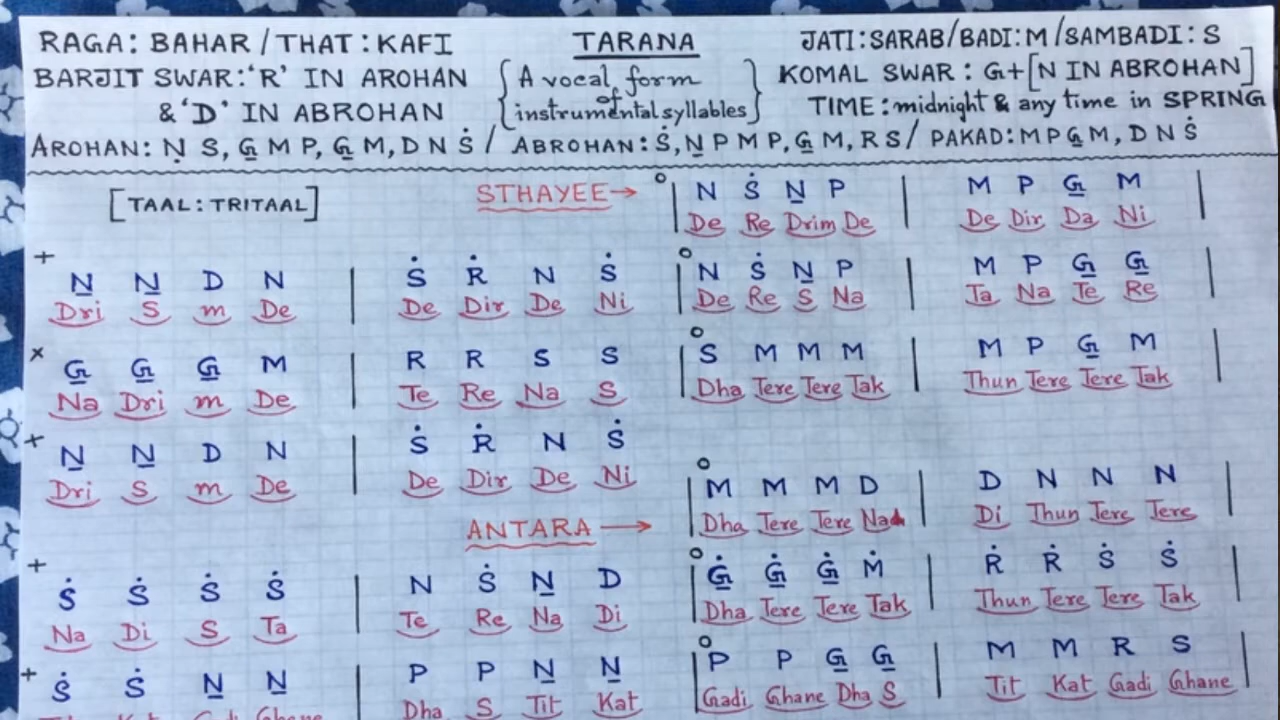 RAGA: BAHAR / THAT: KAFI TARANA JATI: SARAB/BADI: M /SAMBADI: S
BARJIT SWAR: 'R' IN AROHAN {A vocal form KOMAL SWAR: G̲+[N IN ABROHAN]
& 'D' IN ABROHAN of instrumental syllables} TIME: midnight & any time in SPRING
AROHAN: Ṇ S, G̲ M P, G̲ M, D N Ṡ / ABROHAN: Ṡ, N̲ P M P, G̲ M, R S / PAKAD: M P G̲ M, D N Ṡ
[TAAL: TRITAAL] STHAYEE→ o | N Ṡ N̲ P | M P G̲ M |
De Re Drim De De Dir Da Ni
+ N̲ N̲ D N | Ṡ Ṙ N Ṡ o | N Ṡ N̲ P | M P G̲ G̲ |
Dri S m De De Dir De Ni De Re S Na Ta Na Te Re
x G̲ G̲ G̲ M | R R S S o | S M M M | M P G̲ M |
Na Dri m De Te Re Na S Dha Tere Tere Tak Thun Tere Tere Tak
+ N̲ N̲ D N | Ṡ Ṙ N Ṡ
Dri S m De De Dir De Ni
ANTARA → o | M M M D | D N N N |
Dha Tere Tere Na Di Thun Tere Tere
+ Ṡ Ṡ Ṡ Ṡ | N Ṡ N̲ D o | Ġ̲ Ġ̲ Ġ̲ Ṁ | Ṙ Ṙ Ṡ Ṡ |
Na Di S Ta Te Re Na Di Dha Tere Tere Tak Thun Tere Tere Tak
+ Ṡ Ṡ N̲ N̲ | P P N̲ N̲ o | P P G̲ G̲ | M M R S |
Dha S Tit Kat Gadi Ghane Dha S Tit Kat Gadi Ghane